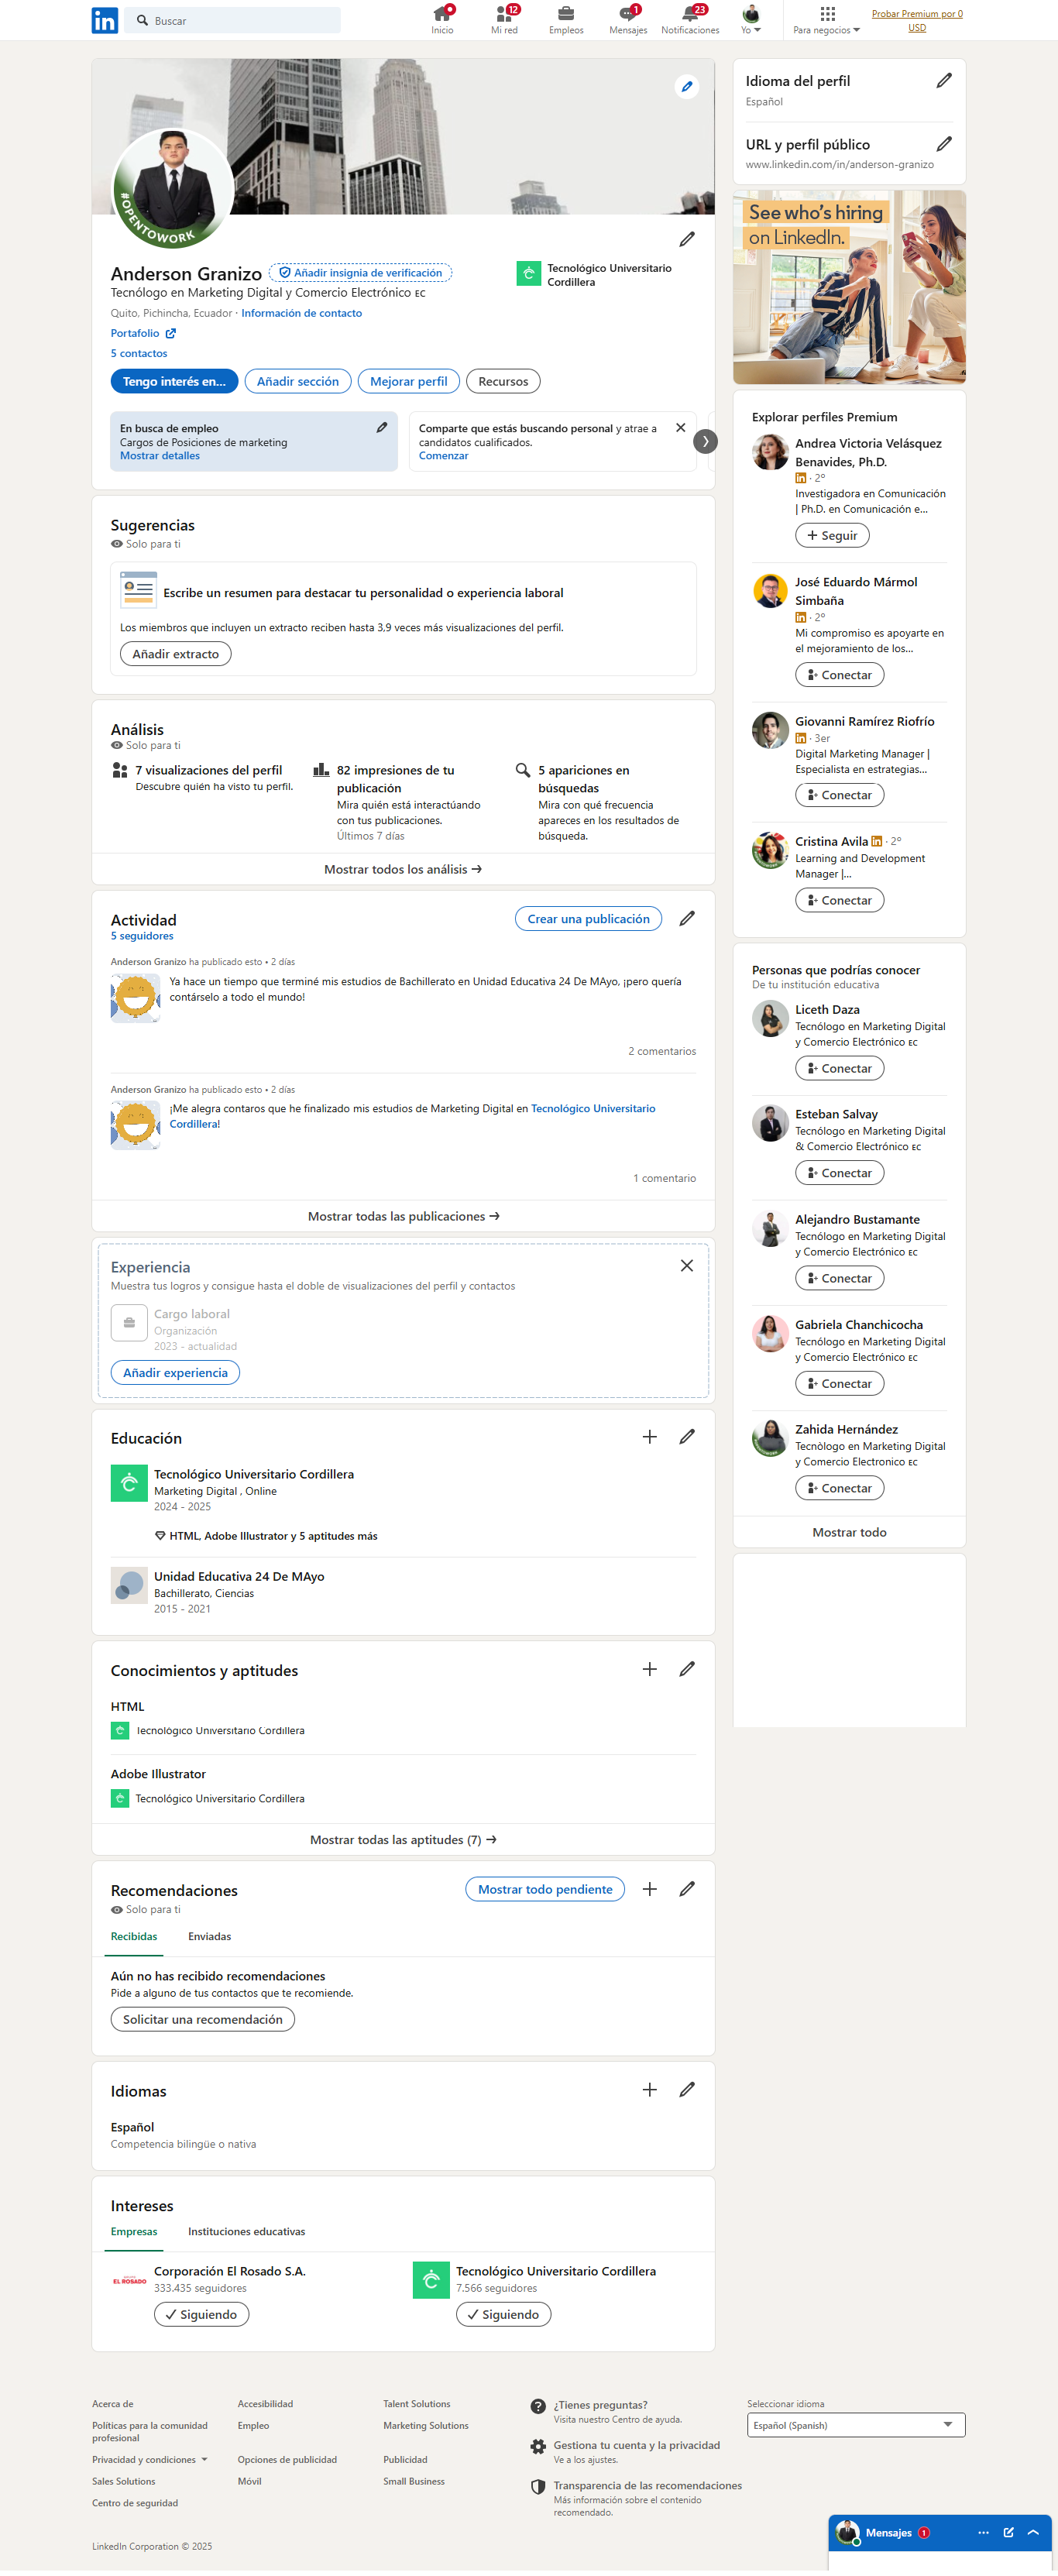 in
Buscar
Inicio
12
Mi red
Empleos
1
Mensajes
23
Notificaciones
Yo
Para negocios
Probar Premium por 0
USD
#OPENTOWORK
Anderson Granizo
Añadir insignia de verificación
Tecnólogo en Marketing Digital y Comercio Electrónico EC
Quito, Pichincha, Ecuador · Información de contacto
Portafolio
5 contactos
Tecnológico Universitario
Cordillera
Tengo interés en...
Añadir sección
Mejorar perfil
Recursos
En busca de empleo
Cargos de Posiciones de marketing
Mostrar detalles
Comparte que estás buscando personal y atrae a
candidatos cualificados.
Comenzar
Sugerencias
Solo para ti
Escribe un resumen para destacar tu personalidad o experiencia laboral
Los miembros que incluyen un extracto reciben hasta 3,9 veces más visualizaciones del perfil.
Añadir extracto
Análisis
Solo para ti
7 visualizaciones del perfil
Descubre quién ha visto tu perfil.
82 impresiones de tu
publicación
Mira quién está interactúando
con tus publicaciones.
Últimos 7 días
5 apariciones en
búsquedas
Mira con qué frecuencia
apareces en los resultados de
búsqueda.
Mostrar todos los análisis →
Actividad
5 seguidores
Crear una publicación
Anderson Granizo ha publicado esto • 2 días
Ya hace un tiempo que terminé mis estudios de Bachillerato en Unidad Educativa 24 De MAyo, ¡pero quería
contárselo a todo el mundo!
2 comentarios
Anderson Granizo ha publicado esto • 2 días
¡Me alegra contaros que he finalizado mis estudios de Marketing Digital en Tecnológico Universitario
Cordillera!
1 comentario
Mostrar todas las publicaciones →
Experiencia
Muestra tus logros y consigue hasta el doble de visualizaciones del perfil y contactos
Cargo laboral
Organización
2023 - actualidad
Añadir experiencia
Educación
Tecnológico Universitario Cordillera
Marketing Digital , Online
2024 - 2025
HTML, Adobe Illustrator y 5 aptitudes más
Unidad Educativa 24 De MAyo
Bachillerato, Ciencias
2015 - 2021
Conocimientos y aptitudes
HTML
Tecnológico Universitario Cordillera
Adobe Illustrator
Tecnológico Universitario Cordillera
Mostrar todas las aptitudes (7) →
Recomendaciones
Solo para ti
Mostrar todo pendiente
Recibidas
Enviadas
Aún no has recibido recomendaciones
Pide a alguno de tus contactos que te recomiende.
Solicitar una recomendación
Idiomas
Español
Competencia bilingüe o nativa
Intereses
Empresas
Instituciones educativas
EL ROSADO
Corporación El Rosado S.A.
333.435 seguidores
Siguiendo
Tecnológico Universitario Cordillera
7.566 seguidores
Siguiendo
Idioma del perfil
Español
URL y perfil público
www.linkedin.com/in/anderson-granizo
See who's hiring
on LinkedIn.
Explorar perfiles Premium
Andrea Victoria Velásquez
Benavides, Ph.D.
in · 2º
Investigadora en Comunicación
| Ph.D. en Comunicación e...
+ Seguir
José Eduardo Mármol
Simbaña
in · 2º
Mi compromiso es apoyarte en
el mejoramiento de los...
Conectar
Giovanni Ramírez Riofrío
in · 3er
Digital Marketing Manager |
Especialista en estrategias...
Conectar
Cristina Avila in · 2º
Learning and Development
Manager |...
Conectar
Personas que podrías conocer
De tu institución educativa
Liceth Daza
Tecnólogo en Marketing Digital
y Comercio Electrónico EC
Conectar
Esteban Salvay
Tecnólogo en Marketing Digital
& Comercio Electrónico EC
Conectar
Alejandro Bustamante
Tecnólogo en Marketing Digital
y Comercio Electrónico EC
Conectar
Gabriela Chanchicocha
Tecnólogo en Marketing Digital
y Comercio Electrónico EC
Conectar
Zahida Hernández
Tecnòlogo en Marketing Digital
y Comercio Electronico EC
Conectar
Mostrar todo
Acerca de
Accesibilidad
Talent Solutions
Políticas para la comunidad
profesional
Empleo
Marketing Solutions
Privacidad y condiciones
Opciones de publicidad
Publicidad
Sales Solutions
Móvil
Small Business
Centro de seguridad
¿Tienes preguntas?
Visita nuestro Centro de ayuda.
Gestiona tu cuenta y la privacidad
Ve a los ajustes.
Transparencia de las recomendaciones
Más información sobre el contenido
recomendado.
Seleccionar idioma
Español (Spanish)
LinkedIn Corporation © 2025
Mensajes
1